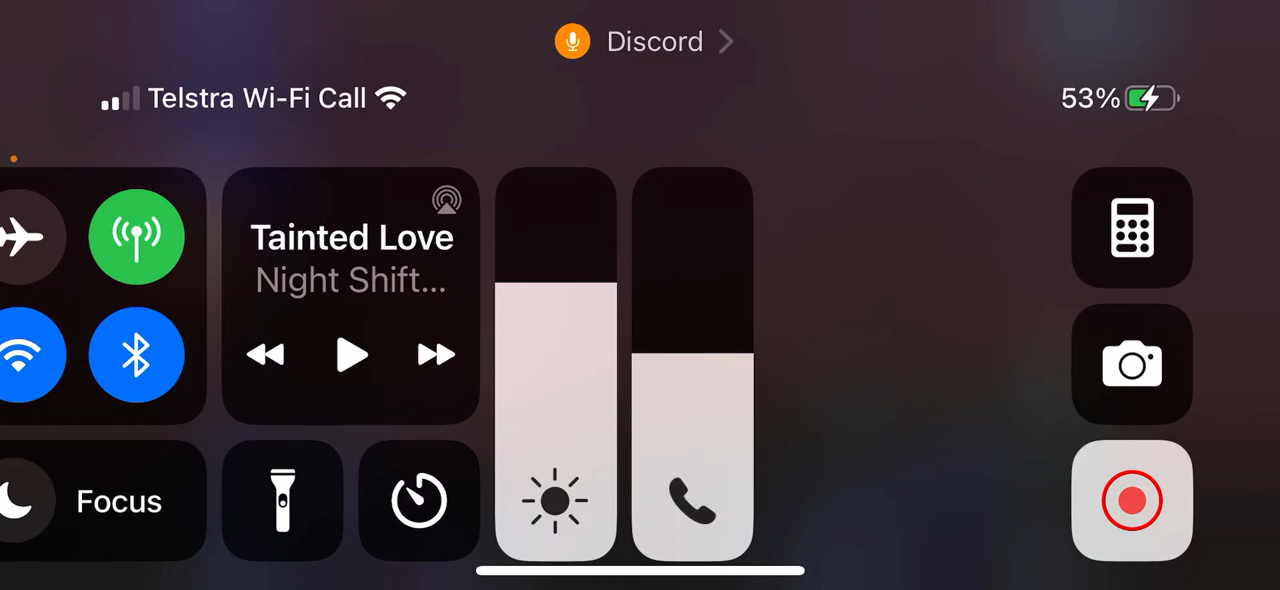 Discord
Telstra Wi-Fi Call
53%
Tainted Love
Night Shift...
Focus